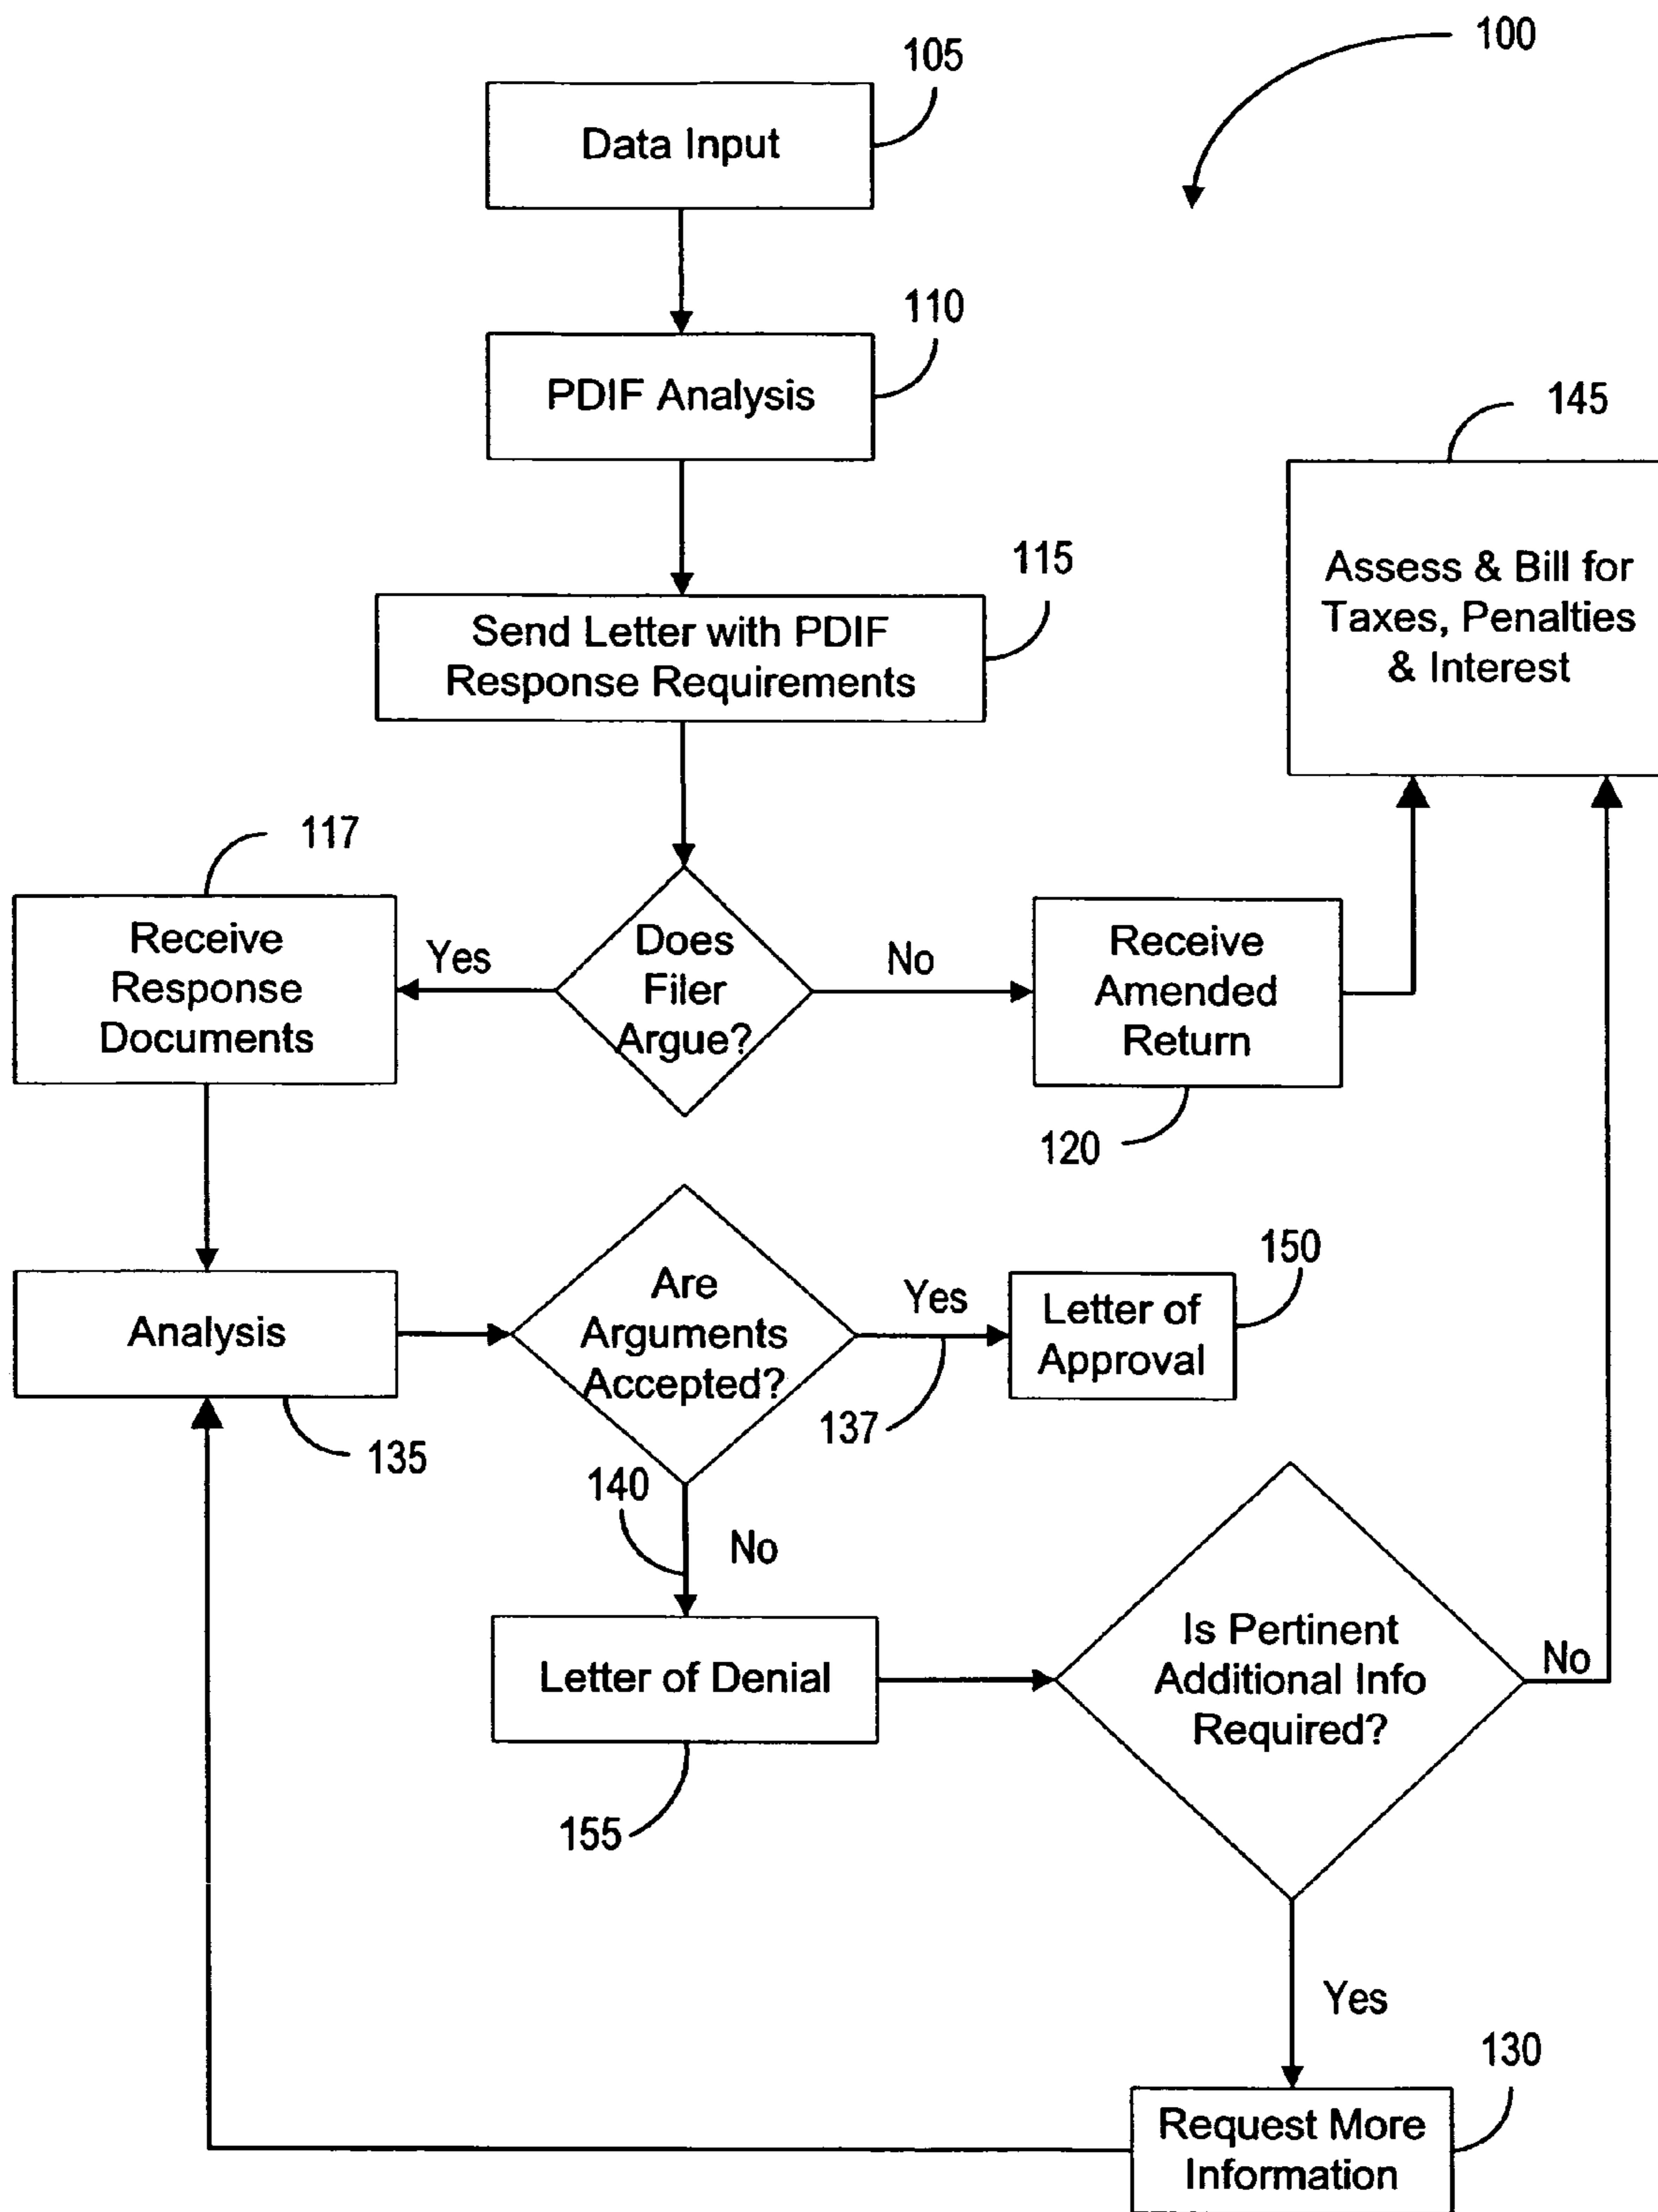 100
105
Data Input
110
PDIF Analysis
145
Assess & Bill for
Taxes, Penalties
& Interest
115
Send Letter with PDIF
Response Requirements
117
Receive
Response
Documents
Yes
Does
Filer
Argue?
No
Receive
Amended
Return
120
Analysis
135
Are
Arguments
Accepted?
Yes
137
150
Letter of
Approval
140
No
Letter of Denial
155
Is Pertinent
Additional Info
Required?
No
Yes
130
Request More
Information